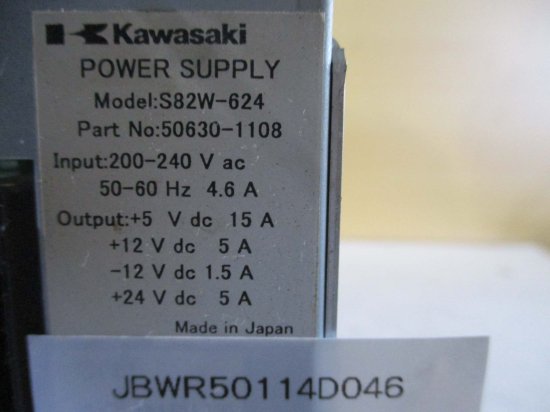 Kawasaki
POWER SUPPLY
Model:S82W-624
Part No:50630-1108
Input:200-240 V ac
50-60 Hz 4.6 A
Output:+5 V dc 15 A
+12 V dc 5 A
-12 V dc 1.5 A
+24 V dc 5 A
Made in Japan
JBWR50114D046